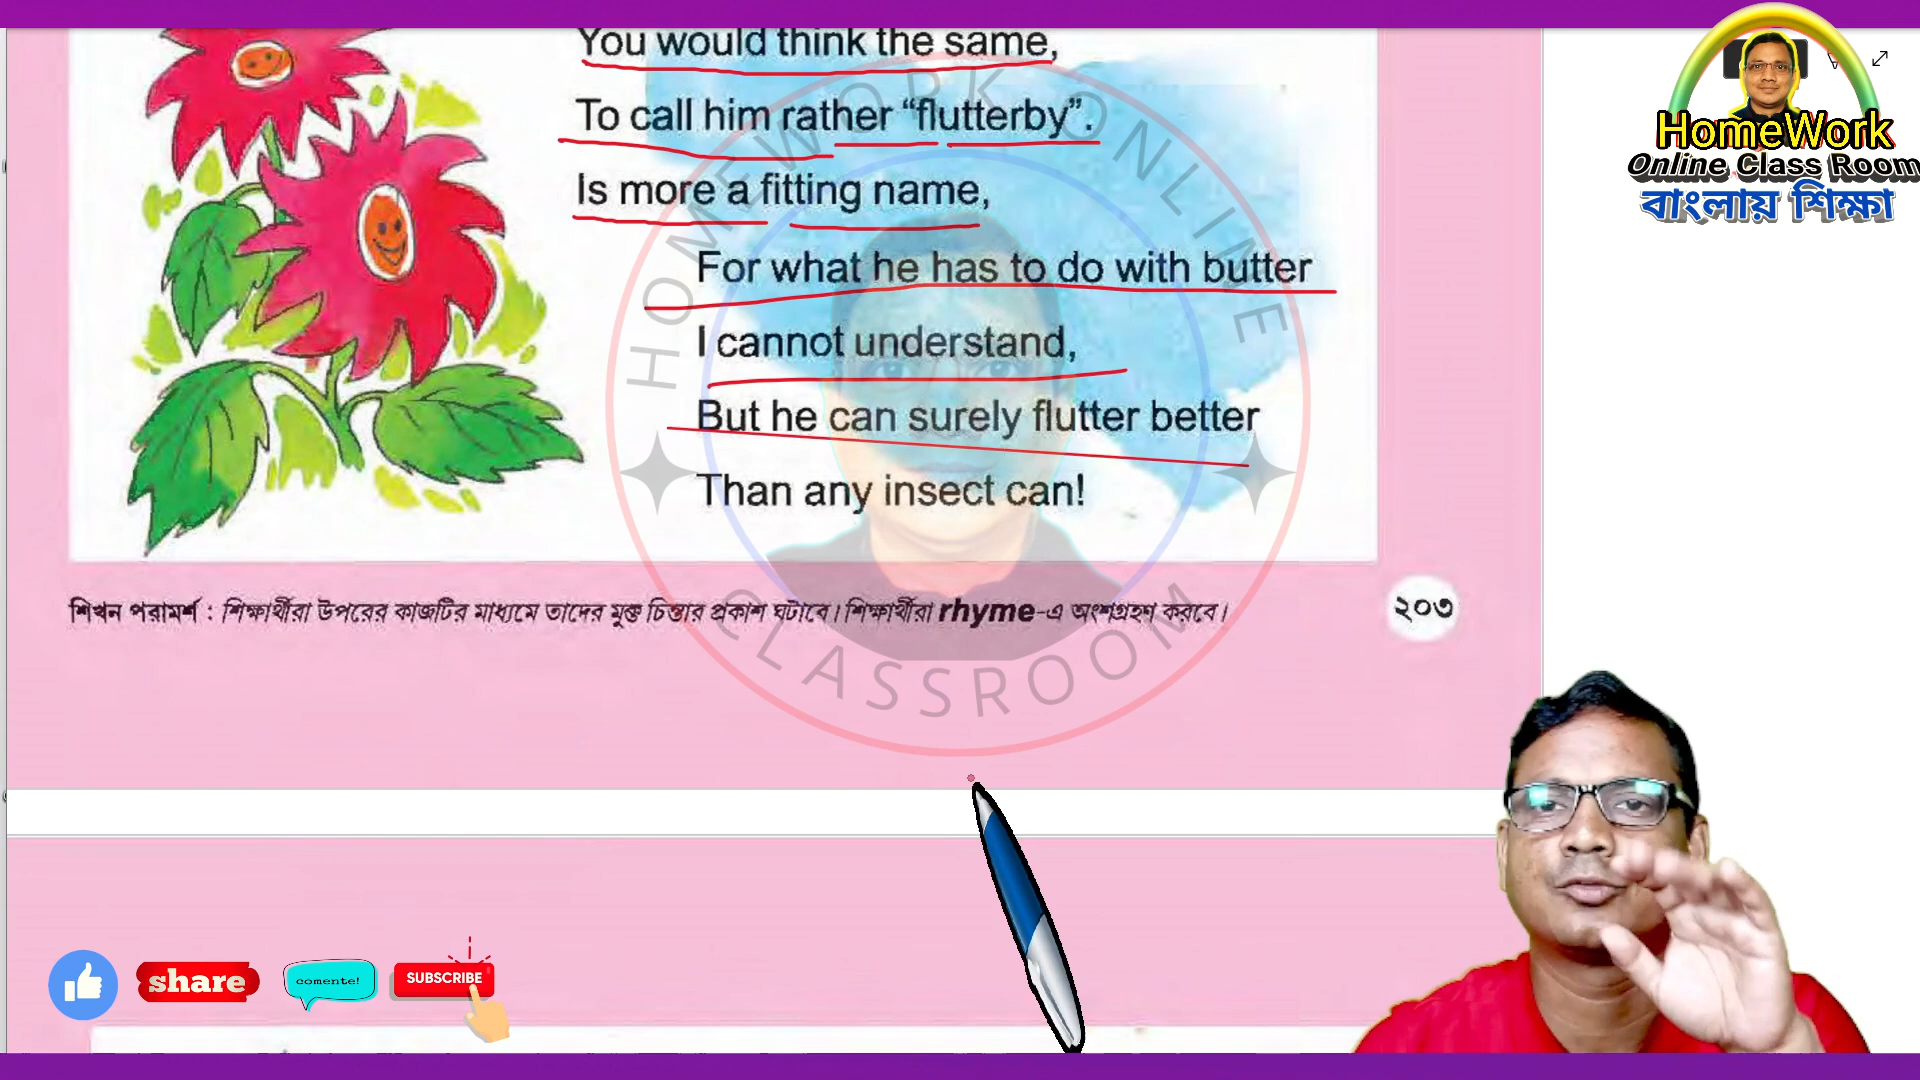 You would think the same,
To call him rather “flutterby”.
Is more a fitting name,
For what he has to do with butter
I cannot understand,
But he can surely flutter better
Than any insect can!
শিখন পরামর্শ : শিক্ষার্থীরা উপরের কাজটির মাধ্যমে তাদের মুক্ত চিন্তার প্রকাশ ঘটাবে। শিক্ষার্থীরা rhyme-এ অংশগ্রহণ করবে।
২০৩
HomeWork
Online Class Room
বাংলায় শিক্ষা
HOMEWORK ONLINE
CLASSROOM
share
comente!
SUBSCRIBE